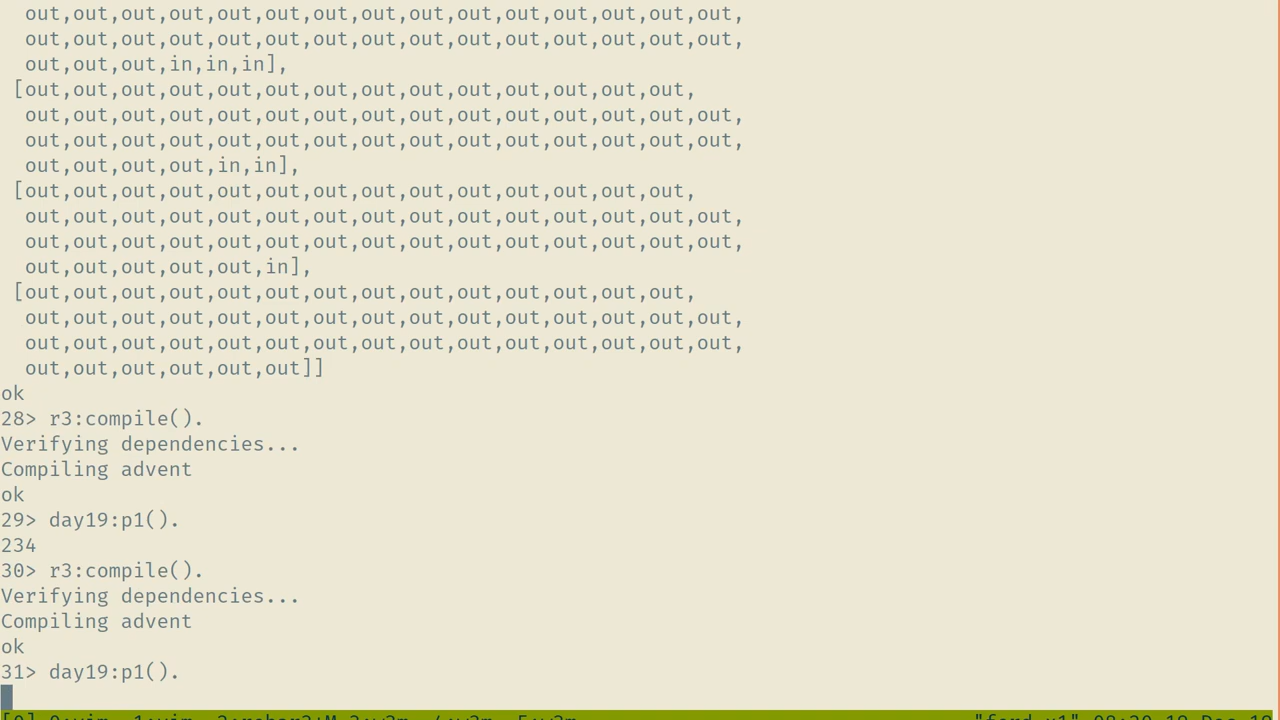 out,out,out,out,out,out,out,out,out,out,out,out,out,out,out,
out,out,out,out,out,out,out,out,out,out,out,out,out,out,out,
out,out,out,in,in,in],
[out,out,out,out,out,out,out,out,out,out,out,out,out,out,
out,out,out,out,out,out,out,out,out,out,out,out,out,out,out,
out,out,out,out,out,out,out,out,out,out,out,out,out,out,out,
out,out,out,out,in,in],
[out,out,out,out,out,out,out,out,out,out,out,out,out,out,
out,out,out,out,out,out,out,out,out,out,out,out,out,out,out,
out,out,out,out,out,out,out,out,out,out,out,out,out,out,out,
out,out,out,out,out,in],
[out,out,out,out,out,out,out,out,out,out,out,out,out,out,
out,out,out,out,out,out,out,out,out,out,out,out,out,out,out,
out,out,out,out,out,out,out,out,out,out,out,out,out,out,out,
out,out,out,out,out,out]]
ok
28> r3:compile().
Verifying dependencies...
Compiling advent
ok
29> day19:p1().
234
30> r3:compile().
Verifying dependencies...
Compiling advent
ok
31> day19:p1().